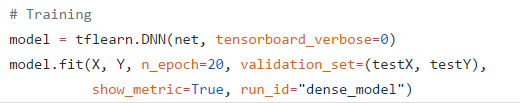 # Training
model = tflearn.DNN(net, tensorboard_verbose=0)
model.fit(X, Y, n_epoch=20, validation_set=(testX, testY),
show_metric=True, run_id="dense_model")